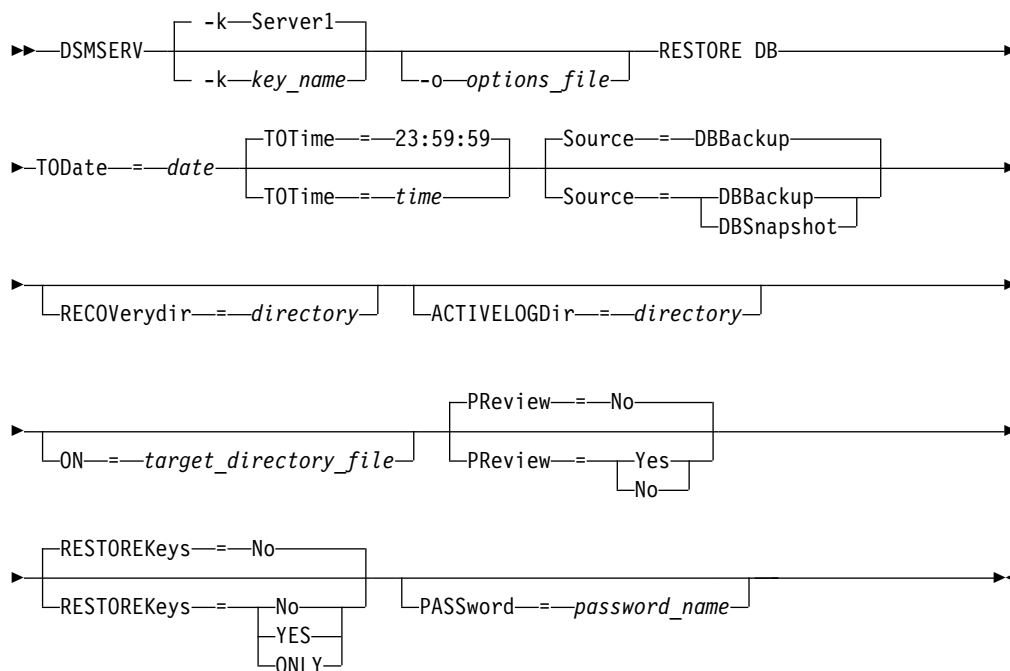 -k Server1
DSMSERV RESTORE DB
-k key_name -o options_file
TOTime = 23:59:59 Source = DBBackup
TODate = date
TOTime = time Source = DBBackup
DBSnapshot
RECOVerydir = directory ACTIVELOGDir = directory
PReview = No
ON = target_directory_file PReview = Yes
No
RESTOREKeys = No
RESTOREKeys = No PASSword = password_name
YES
ONLY